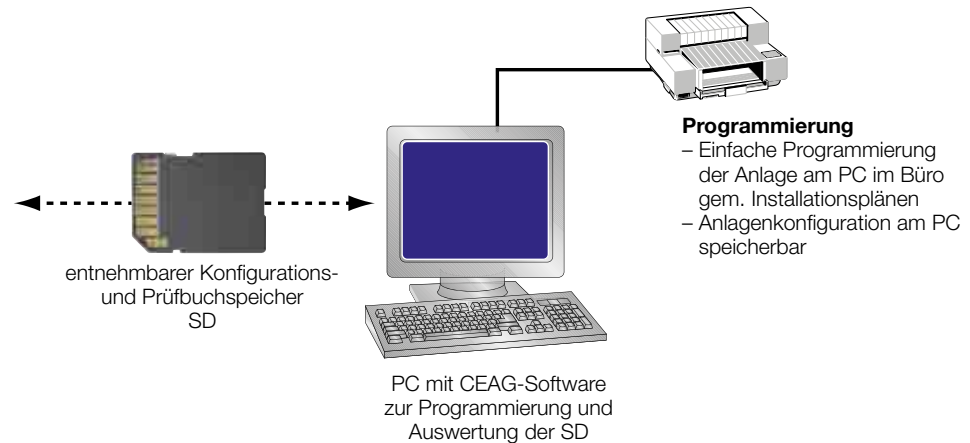 Programmierung
– Einfache Programmierung
der Anlage am PC im Büro
gem. Installationsplänen
– Anlagenkonfiguration am PC
speicherbar
entnehmbarer Konfigurations-
und Prüfbuchspeicher
SD
PC mit CEAG-Software
zur Programmierung und
Auswertung der SD